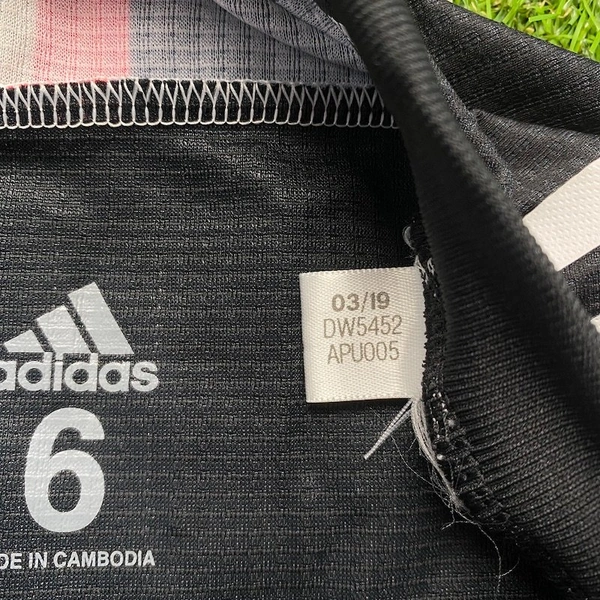 03/19
DW5452
APU005
adidas
6
DE IN CAMBODIA